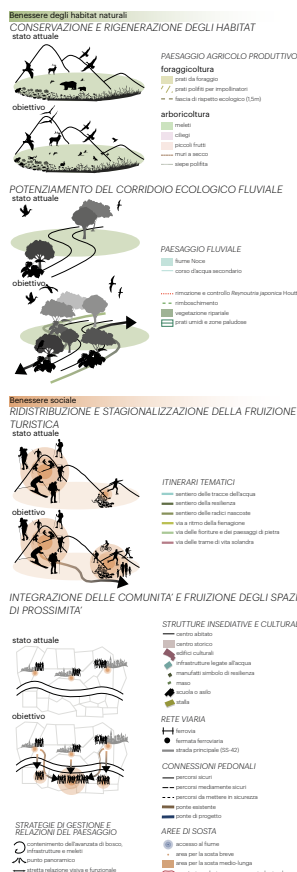 Benessere degli habitat naturali
CONSERVAZIONE E RIGENERAZIONE DEGLI HABITAT
stato attuale
obiettivo
PAESAGGIO AGRICOLO PRODUTTIVO
foraggicoltura
prati da foraggio
prati polititi per impollinatori
fascia di rispetto ecologico (1,5m)
arboricoltura
meleti
ciliegi
piccoli frutti
muri a secco
siepe polifita
POTENZIAMENTO DEL CORRIDOIO ECOLOGICO FLUVIALE
stato attuale
obiettivo
PAESAGGIO FLUVIALE
fiume Noce
corso d'acqua secondario
rimozione e controllo Reynoutria japonica Houtt
rimboschimento
vegetazione ripariale
prati umidi e zone paludose
Benessere sociale
RIDISTRIBUZIONE E STAGIONALIZZAZIONE DELLA FRUIZIONE
TURISTICA
stato attuale
obiettivo
ITINERARI TEMATICI
sentiero delle tracce dell'acqua
sentiero della resilienza
sentiero delle radici nascoste
via a ritmo della fienagione
via delle fioriture e dei paesaggi di pietra
via delle trame di vita solandra
INTEGRAZIONE DELLE COMUNITA' E FRUIZIONE DEGLI SPAZI
DI PROSSIMITA'
stato attuale
obiettivo
STRUTTURE INSEDIATIVE E CULTURALI
centro abitato
centro storico
edifici culturali
infrastrutture legate all'acqua
manufatti simbolo di resilienza
maso
scuola o asilo
stalla
RETE VIARIA
ferrovia
fermata ferroviaria
strada principale (SS-42)
CONNESSIONI PEDONALI
percorsi sicuri
percorsi mediamente sicuri
percorsi da mettere in sicurezza
ponte esistente
ponte di progetto
AREE DI SOSTA
accesso al fiume
area per la sosta breve
area per la sosta medio-lunga
STRATEGIE DI GESTIONE E
RELAZIONI DEL PAESAGGIO
contenimento dell'avanzata di bosco,
infrastrutture e meleti
punto panoramico
stretta relazione visiva e funzionale